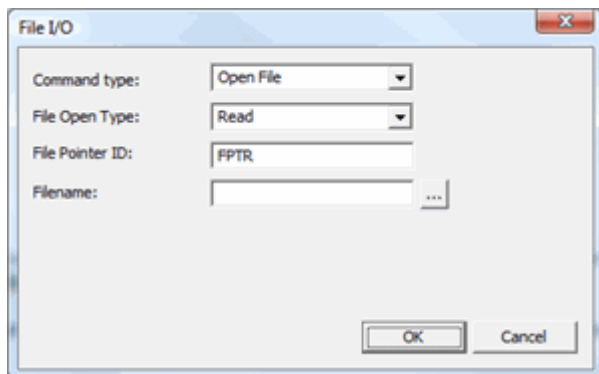 File I/O
Command type: Open File
File Open Type: Read
File Pointer ID: FPTR
Filename: ...
OK Cancel